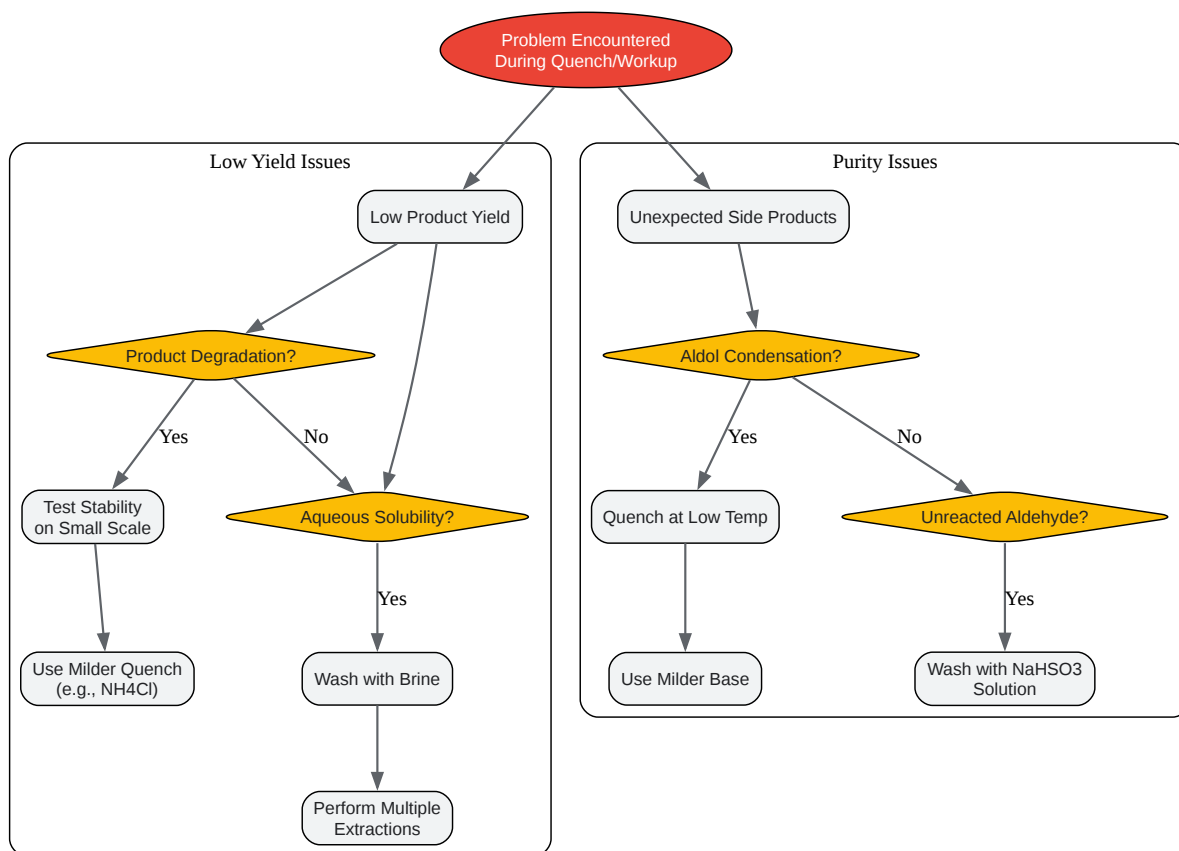 Problem Encountered
During Quench/Workup
Low Yield Issues
Purity Issues
Low Product Yield
Unexpected Side Products
Product Degradation?
Aldol Condensation?
Yes
No
Yes
No
Test Stability
on Small Scale
Aqueous Solubility?
Quench at Low Temp
Unreacted Aldehyde?
Yes
Yes
Use Milder Quench
(e.g., NH4Cl)
Wash with Brine
Use Milder Base
Wash with NaHSO3
Solution
Perform Multiple
Extractions